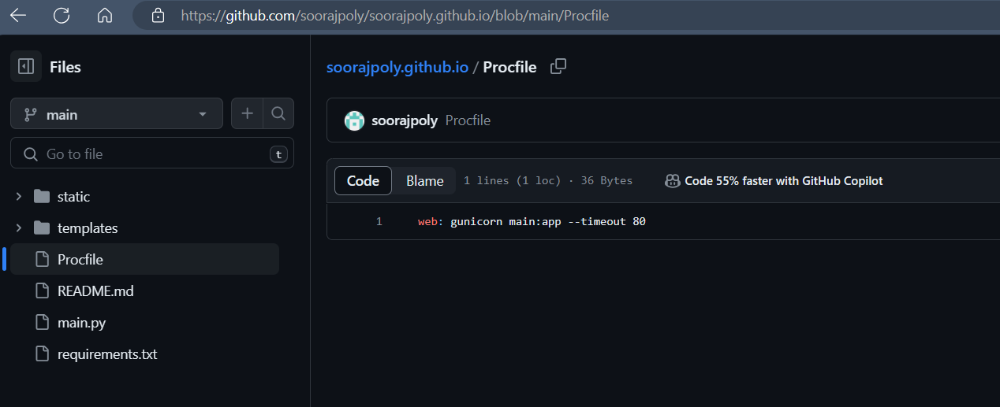 https://github.com/soorajpoly/soorajpoly.github.io/blob/main/Procfile
Files
main
Go to file
t
static
templates
Procfile
README.md
main.py
requirements.txt
soorajpoly.github.io / Procfile
soorajpoly Procfile
Code Blame 1 lines (1 loc) · 36 Bytes Code 55% faster with GitHub Copilot
1 web: gunicorn main:app --timeout 80